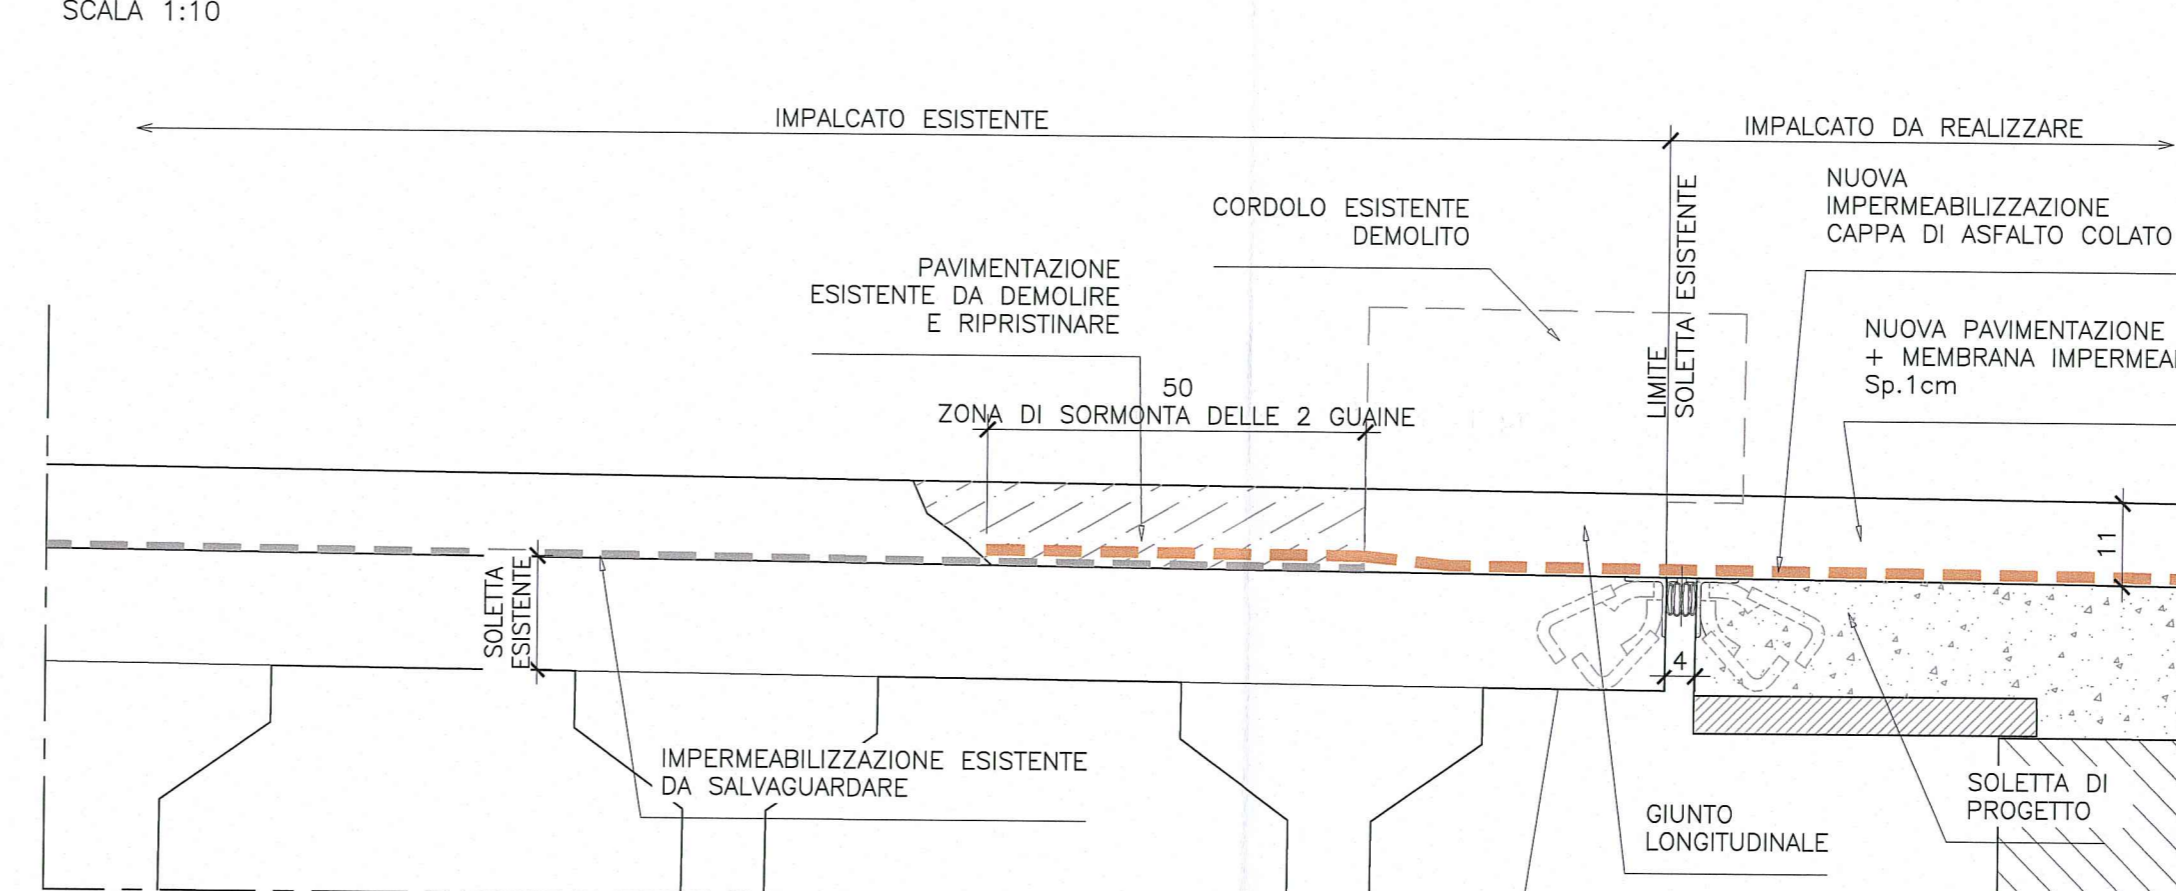 SCALA 1:10
IMPALCATO ESISTENTE
IMPALCATO DA REALIZZARE
NUOVA
IMPERMEABILIZZAZIONE
CAPPA DI ASFALTO COLATO
CORDOLO ESISTENTE
DEMOLITO
LIMITE
SOLETTA ESISTENTE
PAVIMENTAZIONE
ESISTENTE DA DEMOLIRE
E RIPRISTINARE
NUOVA PAVIMENTAZIONE
+ MEMBRANA
Sp.1cm
50
ZONA DI SORMONTA DELLE 2 GUAINE
11
SOLETTA
ESISTENTE
4
IMPERMEABILIZZAZIONE ESISTENTE
DA SALVAGUARDARE
GIUNTO
LONGITUDINALE
SOLETTA DI
PROGETTO